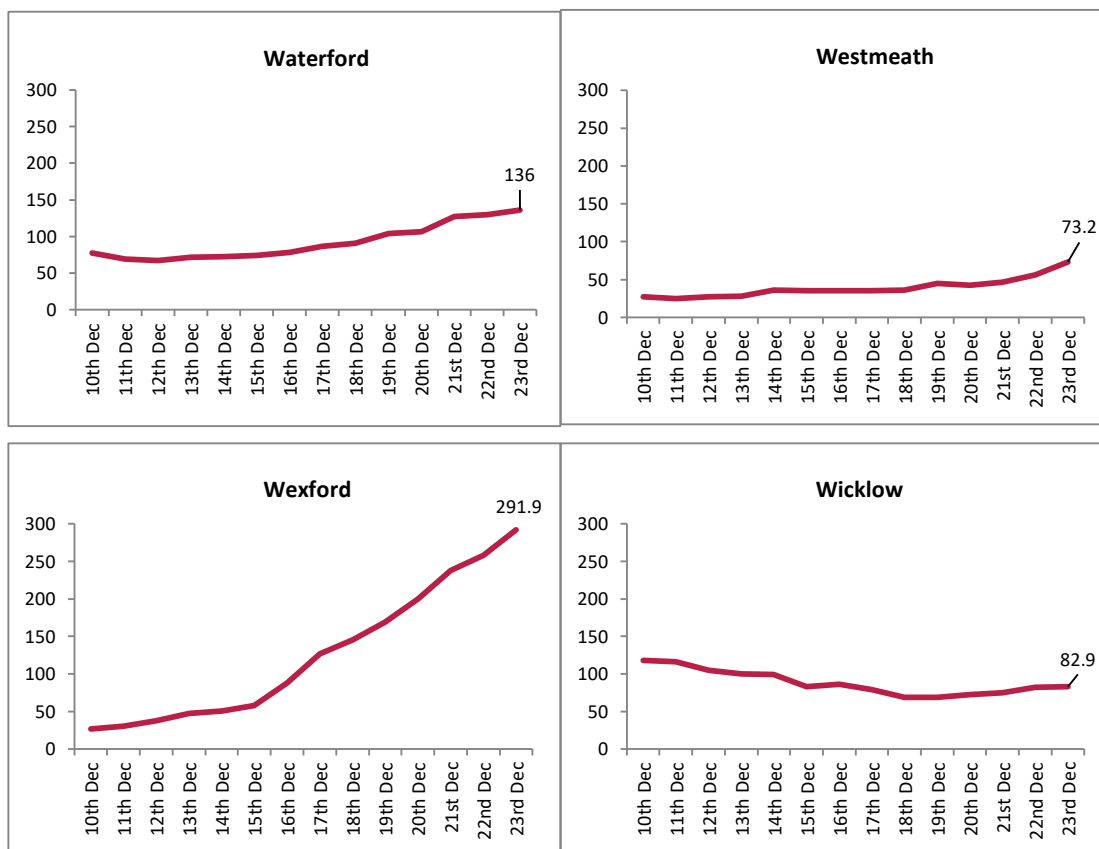 Waterford
300
250
200
150
100
50
0
136
10th Dec
11th Dec
12th Dec
13th Dec
14th Dec
15th Dec
16th Dec
17th Dec
18th Dec
19th Dec
20th Dec
21st Dec
22nd Dec
23rd Dec
Westmeath
300
250
200
150
100
50
0
73.2
10th Dec
11th Dec
12th Dec
13th Dec
14th Dec
15th Dec
16th Dec
17th Dec
18th Dec
19th Dec
20th Dec
21st Dec
22nd Dec
23rd Dec
Wexford
291.9
300
250
200
150
100
50
0
10th Dec
11th Dec
12th Dec
13th Dec
14th Dec
15th Dec
16th Dec
17th Dec
18th Dec
19th Dec
20th Dec
21st Dec
22nd Dec
23rd Dec
Wicklow
300
250
200
150
100
50
0
82.9
10th Dec
11th Dec
12th Dec
13th Dec
14th Dec
15th Dec
16th Dec
17th Dec
18th Dec
19th Dec
20th Dec
21st Dec
22nd Dec
23rd Dec